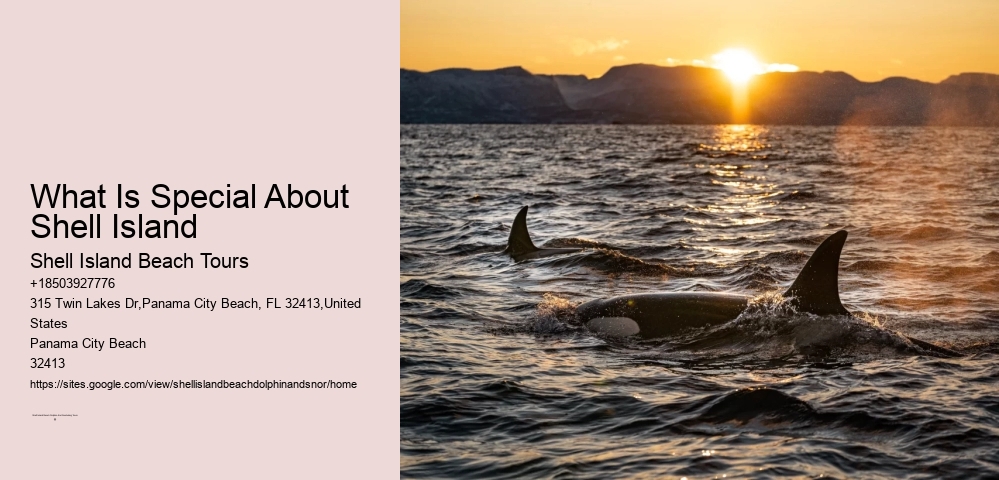 What Is Special About
Shell Island
Shell Island Beach Tours
+18503927776
315 Twin Lakes Dr,Panama City Beach, FL 32413,United
States
Panama City Beach
32413
https://sites.google.com/view/shellislandbeachdolphinandsnor/home